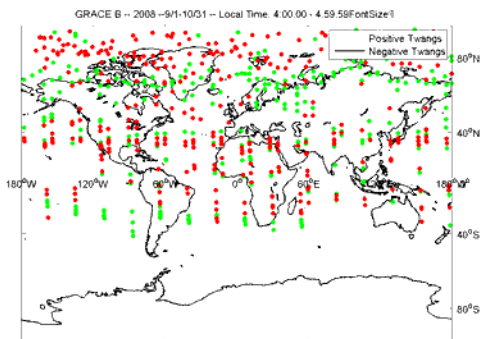 GRACE B -- 2008 --9/1-10/31 -- Local Time. 4:00.00 - 4.59.59FontSize1
Positive Twangs
Negative Twangs
80°N
40°N
180°W 120°W 60°W 0° 60°E 180°
40°S
80°S